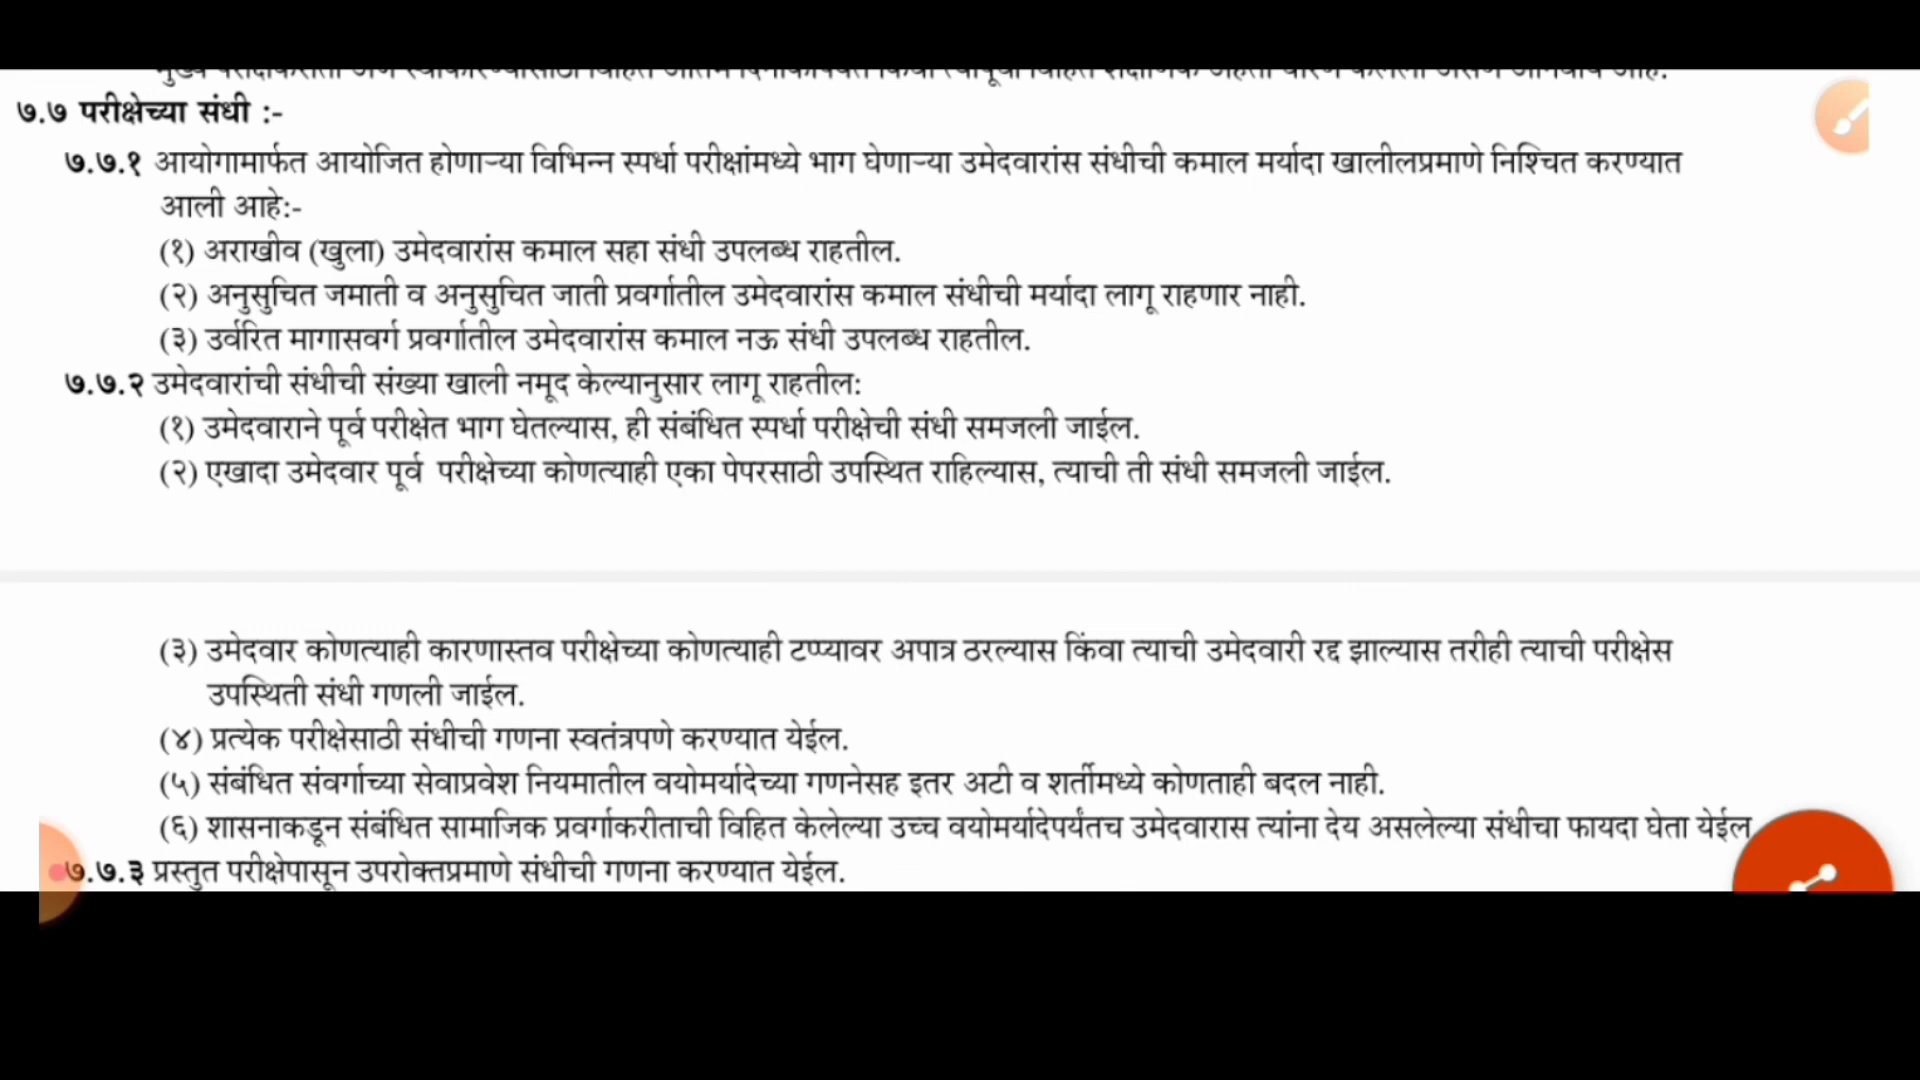 ७.७ परीक्षेच्या संधी :-
७.७.१ आयोगामार्फत आयोजित होणाऱ्या विभिन्न स्पर्धा परीक्षांमध्ये भाग घेणाऱ्या उमेदवारांस संधीची कमाल मर्यादा खालीलप्रमाणे निश्चित करण्यात
आली आहे:-
(१) अराखीव (खुला) उमेदवारांस कमाल सहा संधी उपलब्ध राहतील.
(२) अनुसुचित जमाती व अनुसुचित जाती प्रवर्गातील उमेदवारांस कमाल संधीची मर्यादा लागू राहणार नाही.
(३) उर्वरित मागासवर्ग प्रवर्गातील उमेदवारांस कमाल नऊ संधी उपलब्ध राहतील.
७.७.२ उमेदवारांची संधीची संख्या खाली नमूद केल्यानुसार लागू राहतील:
(१) उमेदवाराने पूर्व परीक्षेत भाग घेतल्यास, ही संबंधित स्पर्धा परीक्षेची संधी समजली जाईल.
(२) एखादा उमेदवार पूर्व परीक्षेच्या कोणत्याही एका पेपरसाठी उपस्थित राहिल्यास, त्याची ती संधी समजली जाईल.
(३) उमेदवार कोणत्याही कारणास्तव परीक्षेच्या कोणत्याही टप्प्यावर अपात्र ठरल्यास किंवा त्याची उमेदवारी रद्द झाल्यास तरीही त्याची परीक्षेस
उपस्थिती संधी गणली जाईल.
(४) प्रत्येक परीक्षेसाठी संधीची गणना स्वतंत्रपणे करण्यात येईल.
(५) संबंधित संवर्गाच्या सेवाप्रवेश नियमातील वयोमर्यादेच्या गणनेसह इतर अटी व शर्तीमध्ये कोणताही बदल नाही.
(६) शासनाकडून संबंधित सामाजिक प्रवर्गाकरीताची विहित केलेल्या उच्च वयोमर्यादेपर्यंतच उमेदवारास त्यांना देय असलेल्या संधीचा फायदा घेता येईल
७.७.३ प्रस्तुत परीक्षेपासून उपरोक्तप्रमाणे संधीची गणना करण्यात येईल.